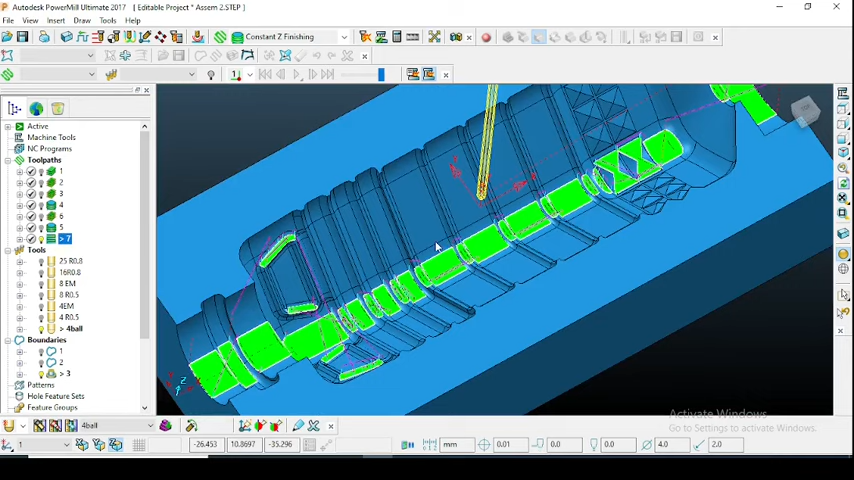 Autodesk PowerMill Ultimate 2017 - [Editable Project * Assem 2.STEP ]
File View Insert Draw Tools Help
Constant Z Finishing
1
Active
Machine Tools
NC Programs
Toolpaths
1
2
3
4
6
5
> 7
Tools
25 R0.8
16R0.8
8 EM
8 R0.5
4EM
4 R0.5
> 4ball
Boundaries
1
2
> 3
Patterns
Hole Feature Sets
Feature Groups
Z
Activate Windows
Go to Settings to activate Windows.
4ball
1
-26.453 10.8697 -35.296 mm 0.01 0.0 0.0 4.0 2.0